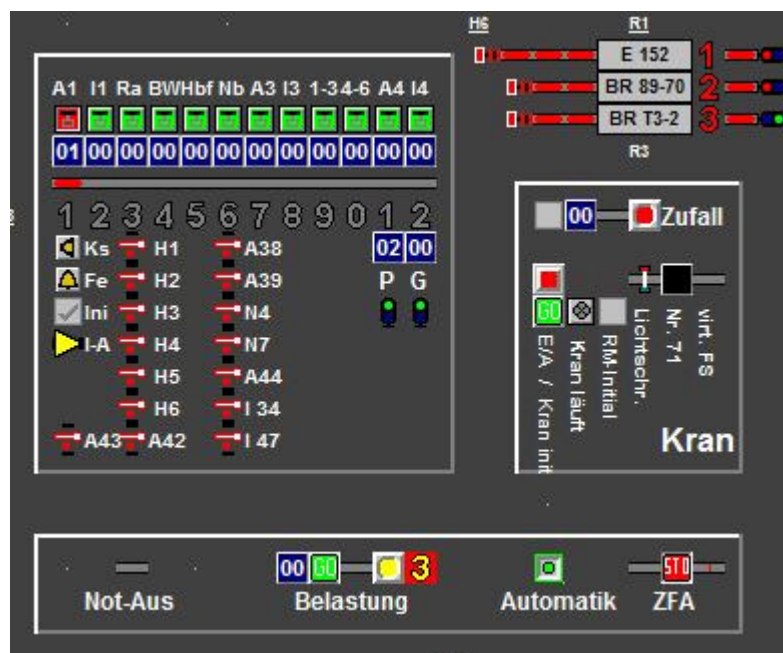 H6 R1
E 152 1
BR 89-70 2
BR T3-2 3
R3
A1 I1 Ra BW Hbf Nb A3 I3 1-3 4-6 A4 I4
01 00 00 00 00 00 00 00 00 00 00 00
1 2 3 4 5 6 7 8 9 0 1 2
Ks H1 A38 02 00
Fe H2 A39 P G
Ini H3 N4
I-A H4 N7
H5 A44
H6 I 34
A43 A42 I 47
00 Zufall
GO
E/A / Kran init
Kran läuft
RM-Initial
Lichtschr.
Nr. 71
virt. FS
Kran
00 GO 3 STO
Not-Aus Belastung Automatik ZFA